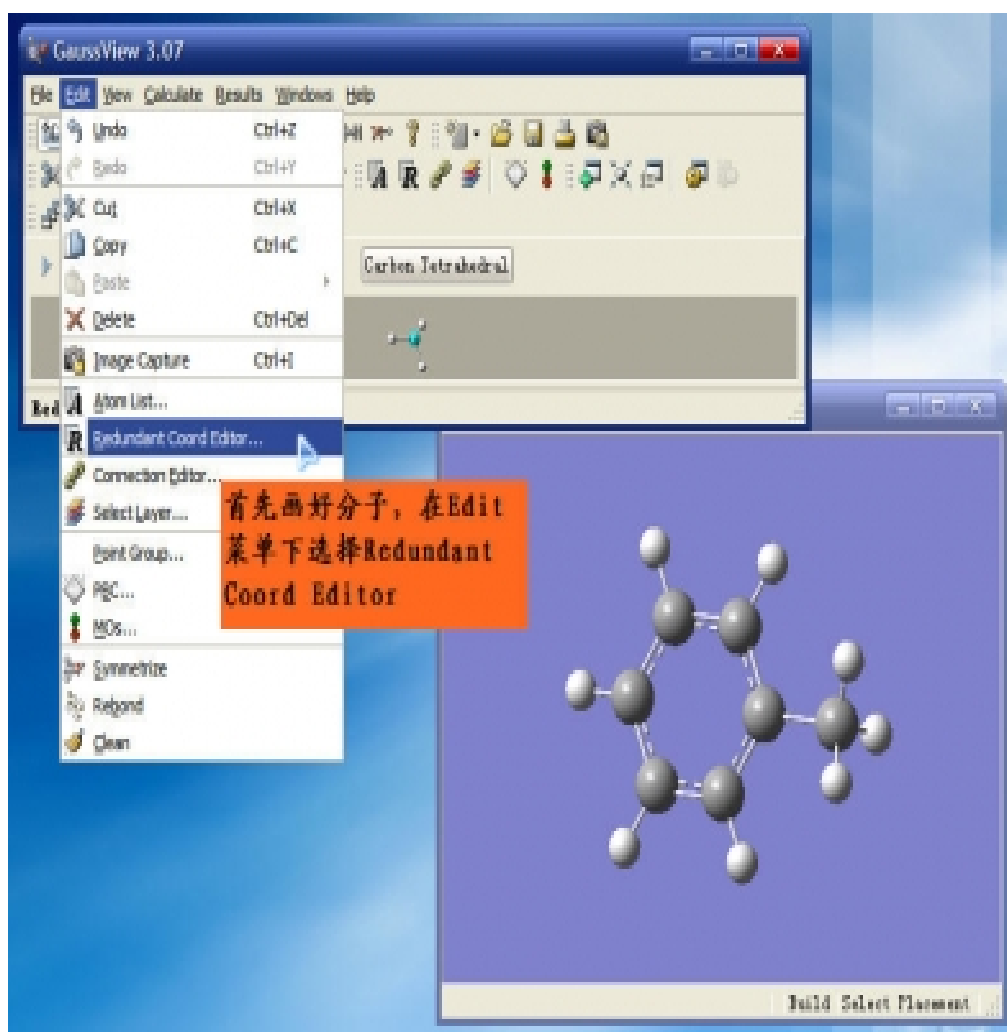 GaussView 3.07
File Edit View Calculate Results Windows Help
Undo Ctrl+Z
Redo Ctrl+Y
Cut Ctrl+X
Copy Ctrl+C
Paste
Delete Ctrl+Del
Image Capture Ctrl+I
Atom List...
Redundant Coord Editor...
Connection Editor...
Select Layer...
Point Group...
PBC...
MOs...
Symmetrize
Rebond
Clean
Carbon Tetrahedral
Red
首先画好分子，在Edit
菜单下选择Redundant
Coord Editor
Build Select Placement